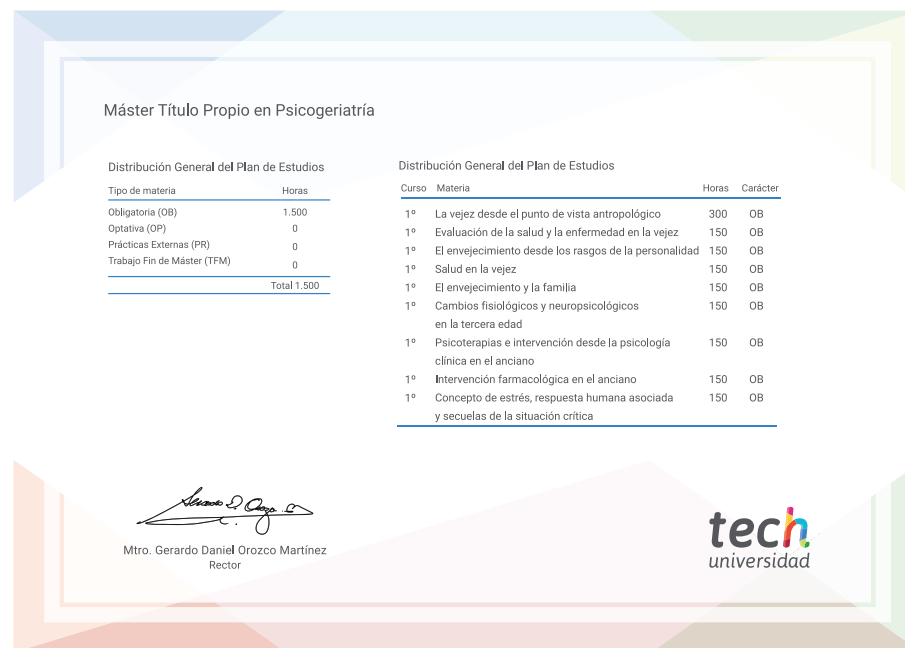 Máster Título Propio en Psicogeriatría
Distribución General del Plan de Estudios
Tipo de materia Horas
Obligatoria (OB) 1.500
Optativa (OP) 0
Prácticas Externas (PR) 0
Trabajo Fin de Máster (TFM) 0
Total 1.500
Distribución General del Plan de Estudios
Curso Materia Horas Carácter
1º La vejez desde el punto de vista antropológico 300 OB
1º Evaluación de la salud y la enfermedad en la vejez 150 OB
1º El envejecimiento desde los rasgos de la personalidad 150 OB
1º Salud en la vejez 150 OB
1º El envejecimiento y la familia 150 OB
1º Cambios fisiológicos y neuropsicológicos 150 OB
en la tercera edad
1º Psicoterapias e intervención desde la psicología 150 OB
clínica en el anciano
1º Intervención farmacológica en el anciano 150 OB
1º Concepto de estrés, respuesta humana asociada 150 OB
y secuelas de la situación crítica
Mtro. Gerardo Daniel Orozco Martínez
Rector
tech
universidad